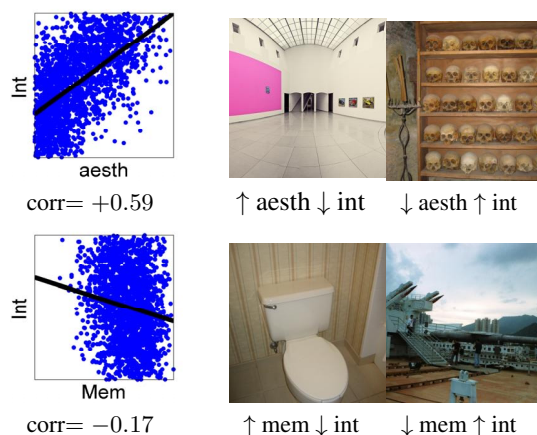 Int
aesth
corr= +0.59
↑ aesth ↓ int
↓ aesth ↑ int
Int
Mem
corr= −0.17
↑ mem ↓ int
↓ mem ↑ int